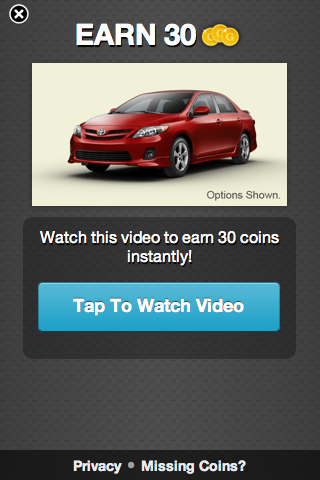 EARN 30
Options Shown.
Watch this video to earn 30 coins
instantly!
Tap To Watch Video
Privacy • Missing Coins?